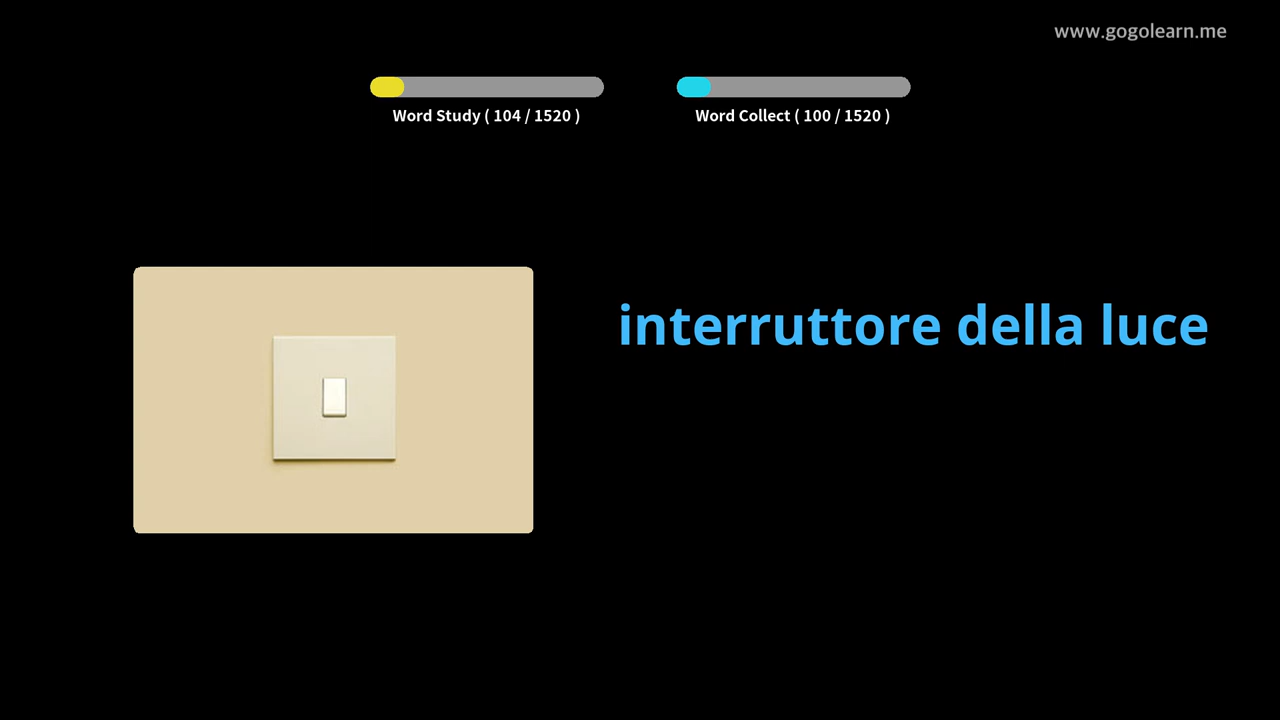 www.gogolearn.me
Word Study ( 104 / 1520 )
Word Collect ( 100 / 1520 )
interruttore della luce